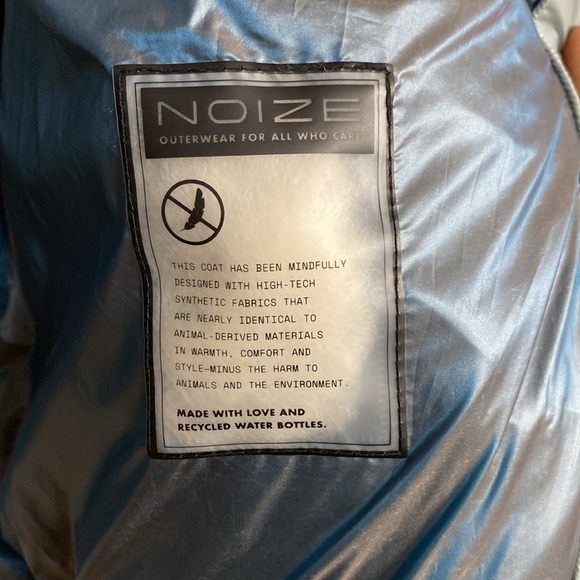 NOIZE
OUTERWEAR FOR ALL WHO CARE
THIS COAT HAS BEEN MINDFULLY
DESIGNED WITH HIGH-TECH
SYNTHETIC FABRICS THAT
ARE NEARLY IDENTICAL TO
ANIMAL-DERIVED MATERIALS
IN WARMTH, COMFORT AND
STYLE—MINUS THE HARM TO
ANIMALS AND THE ENVIRONMENT.
MADE WITH LOVE AND
RECYCLED WATER BOTTLES.